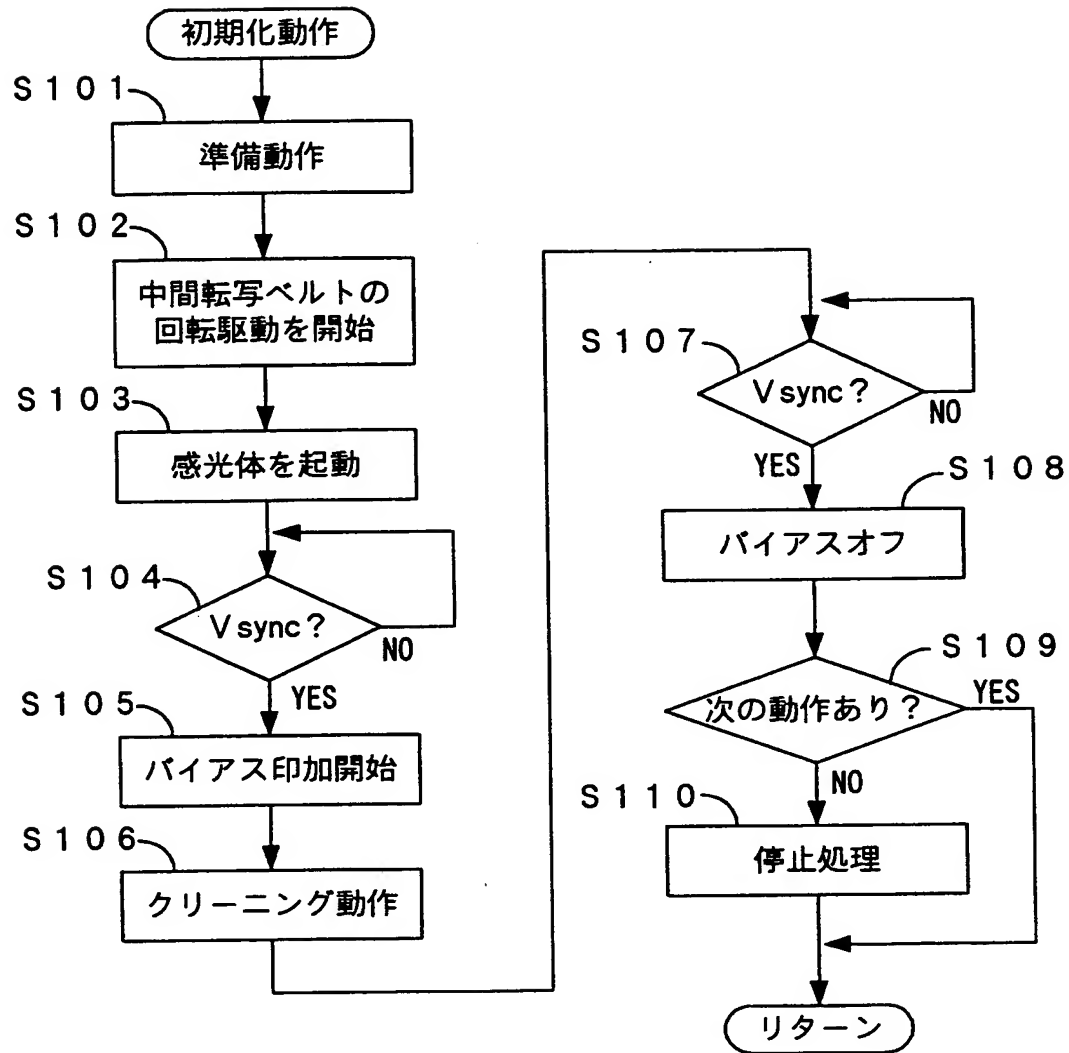 初期化動作
S101
準備動作
S102
中間転写ベルトの
回転駆動を開始
S103
感光体を起動
S104
Vsync?
NO
YES
S105
バイアス印加開始
S106
クリーニング動作
S107
Vsync?
NO
YES
S108
バイアスオフ
S109
次の動作あり?
YES
NO
S110
停止処理
リターン